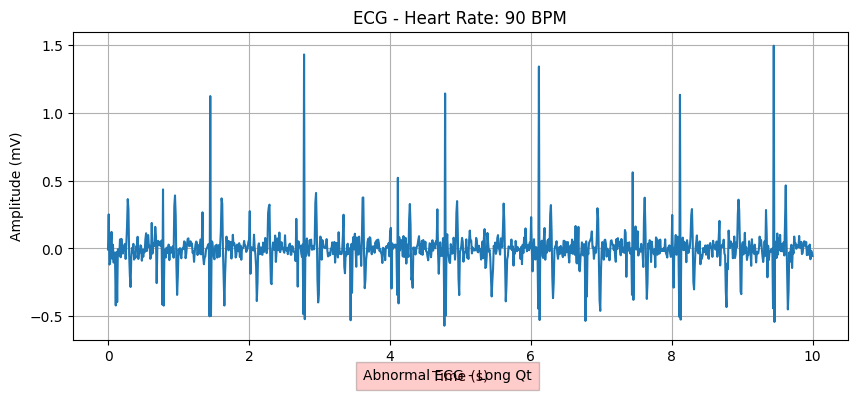 ECG - Heart Rate: 90 BPM
Amplitude (mV)
1.5
1.0
0.5
0.0
−0.5
0 2 4 6 8 10
Time (s)
Abnormal ECG - Long Qt